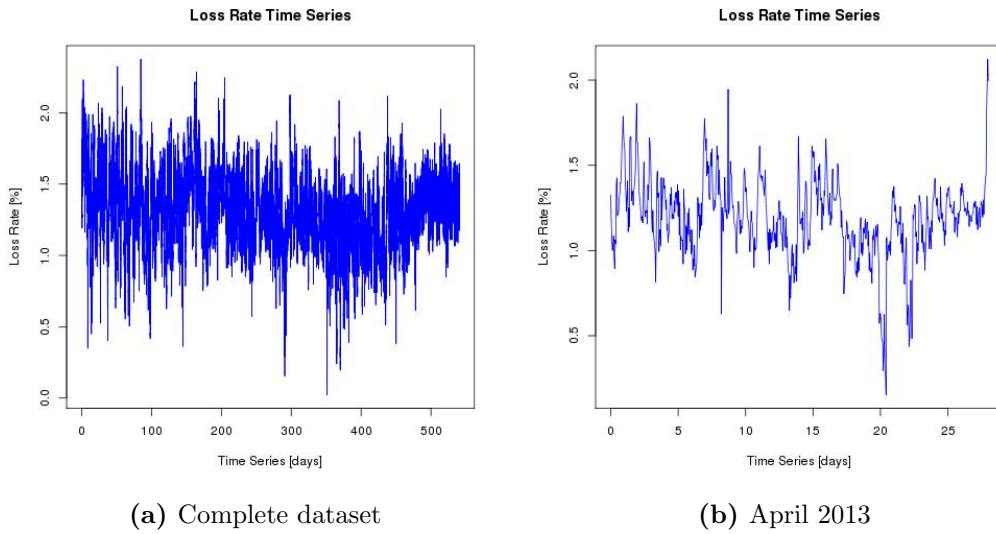 Loss Rate Time Series
Loss Rate [%]
2.0
1.5
1.0
0.5
0.0
0 100 200 300 400 500
Time Series [days]
(a) Complete dataset
Loss Rate Time Series
Loss Rate [%]
2.0
1.5
1.0
0.5
0 5 10 15 20 25
Time Series [days]
(b) April 2013